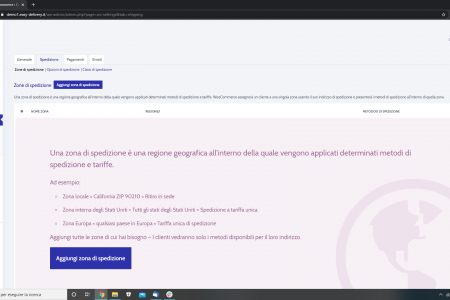 demo1.easy-delivery.it/wp-admin/admin.php?page=wc-settings&tab=shipping
Generale Spedizione Pagamenti Email
Zone di spedizione | Opzioni di spedizione | Classi di spedizione
Zone di spedizione Aggiungi zona di spedizione
Una zona di spedizione è una regione geografica all'interno della quale vengono applicati determinati metodi di spedizione e tariffe. WooCommerce assegnerà un cliente a una singola zona usando il suo indirizzo di spedizione e presenterà i metodi di spedizione all'interno di quella zona.
NOME ZONA REGIONE/I METODO/I DI SPEDIZIONE
Una zona di spedizione è una regione geografica all'interno della quale vengono applicati determinati metodi di
spedizione e tariffe.
Ad esempio:
Zona locale = California ZIP 90210 = Ritiro in sede
Zona interna degli Stati Uniti = Tutti gli stati degli Stati Uniti = Spedizione a tariffa unica
Zona Europa = qualsiasi paese in Europa = Tariffa unica di spedizione
Aggiungi tutte le zone di cui hai bisogno – I clienti vedranno solo i metodi disponibili per il loro indirizzo.
Aggiungi zona di spedizione
per eseguire la ricerca